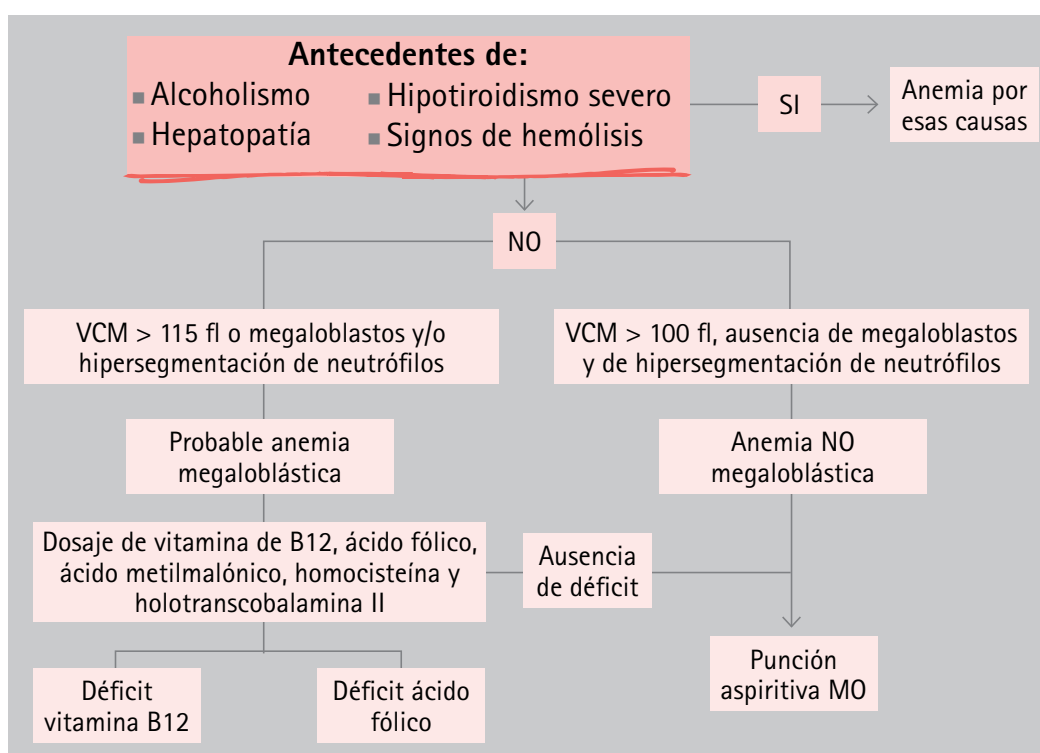 Antecedentes de:
▪ Alcoholismo
▪ Hipotiroidismo severo
▪ Hepatopatía
▪ Signos de hemólisis
SI
Anemia por
esas causas
NO
VCM > 115 fl o megaloblastos y/o
hipersegmentación de neutrófilos
VCM > 100 fl, ausencia de megaloblastos
y de hipersegmentación de neutrófilos
Probable anemia
megaloblástica
Anemia NO
megaloblástica
Dosaje de vitamina de B12, ácido fólico,
ácido metilmalónico, homocisteína y
holotranscobalamina II
Ausencia
de déficit
Déficit
vitamina B12
Déficit ácido
fólico
Punción
aspiritiva MO